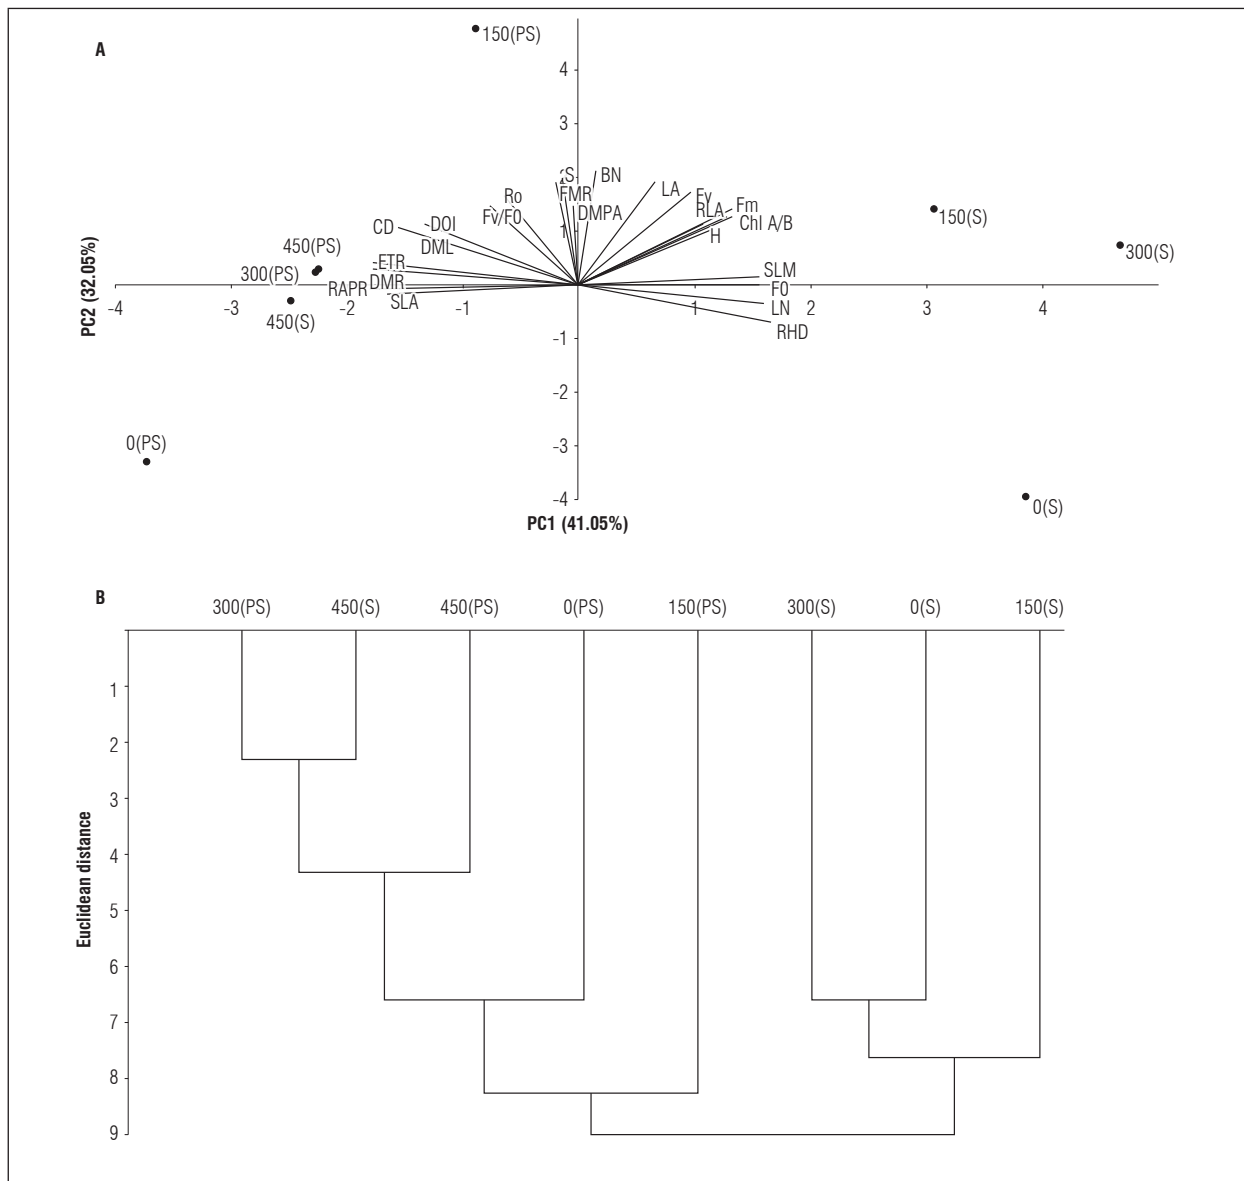 A
150(PS)
4
3
S
BN
LA
Fv
Ro
FMR
RLA
Fm
Fv/F0
DMPA
150(S)
CD
DOI
1
Chl A/B
DML
H
450(PS)
300(S)
ETR
300(PS)
SLM
DMR
F0
RAPR
SLA
LN
-4
-3
-2
-1
1
2
3
4
450(S)
RHD
-1
-2
-3
-4
PC2 (32.05%)
0(PS)
0(S)
PC1 (41.05%)
B
300(PS) 450(S) 450(PS) 0(PS) 150(PS) 300(S) 0(S) 150(S)
1
2
3
4
5
6
7
8
9
Euclidean distance